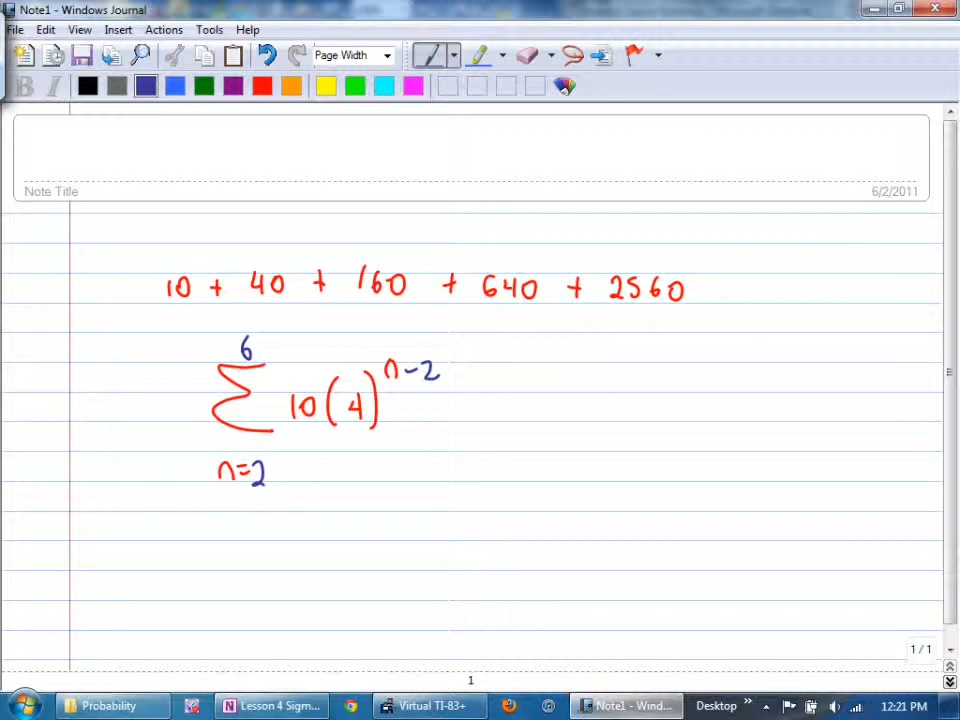 Note1 - Windows Journal
File Edit View Insert Actions Tools Help
Page Width
B I
Note Title 6/2/2011
10 + 40 + 160 + 640 + 2560
6
Σ 10(4)^{n-2}
n=2
1 / 1
1
Probability Lesson 4 Sigm... Virtual TI-83+ Note1 - Wind... Desktop 12:21 PM